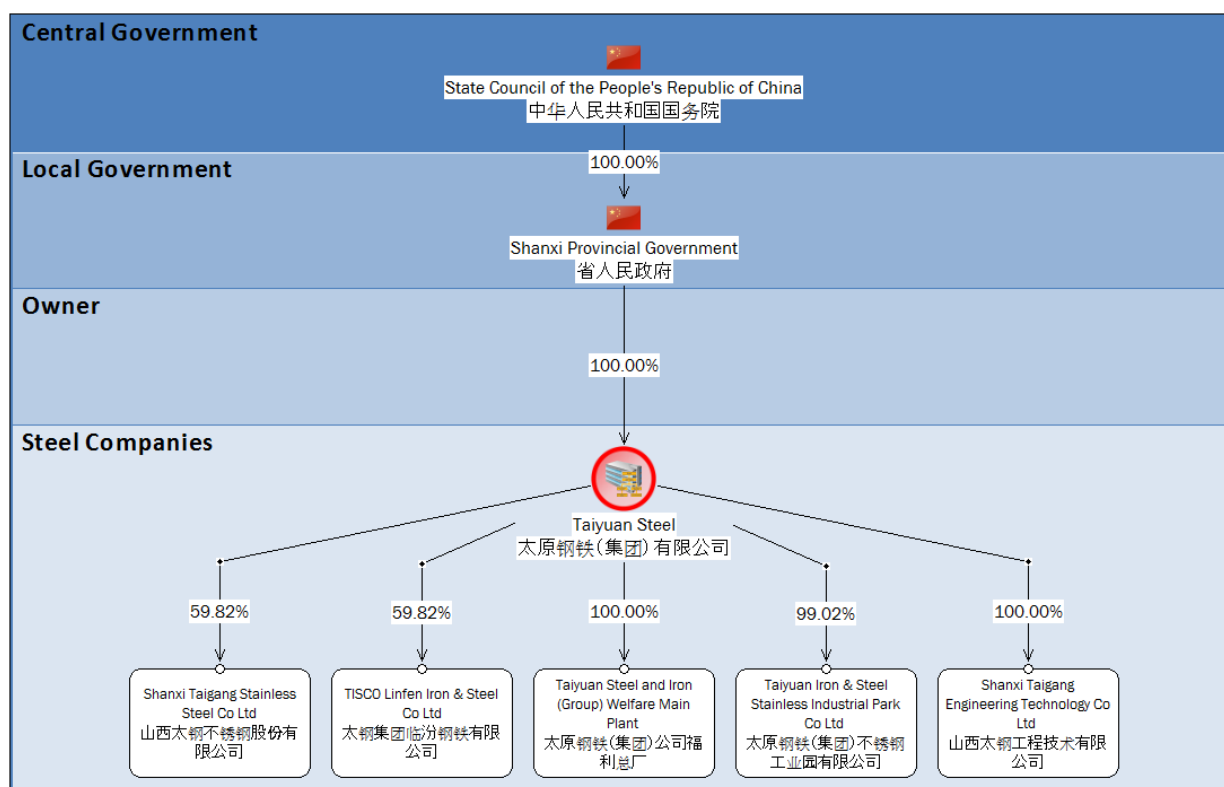 Central Government
State Council of the People's Republic of China
中华人民共和国国务院
100.00%
Local Government
Shanxi Provincial Government
省人民政府
Owner
100.00%
Steel Companies
Taiyuan Steel
太原钢铁(集团)有限公司
59.82%
59.82%
100.00%
99.02%
100.00%
Shanxi Taigang Stainless
Steel Co Ltd
山西太钢不锈钢股份有
限公司
TISCO Linfen Iron & Steel
Co Ltd
太钢集团临汾钢铁有限
公司
Taiyuan Steel and Iron
(Group) Welfare Main
Plant
太原钢铁(集团)公司福
利总厂
Taiyuan Iron & Steel
Stainless Industrial Park
Co Ltd
太原钢铁(集团)不锈钢
工业园有限公司
Shanxi Taigang
Engineering Technology Co
Ltd
山西太钢工程技术有限
公司